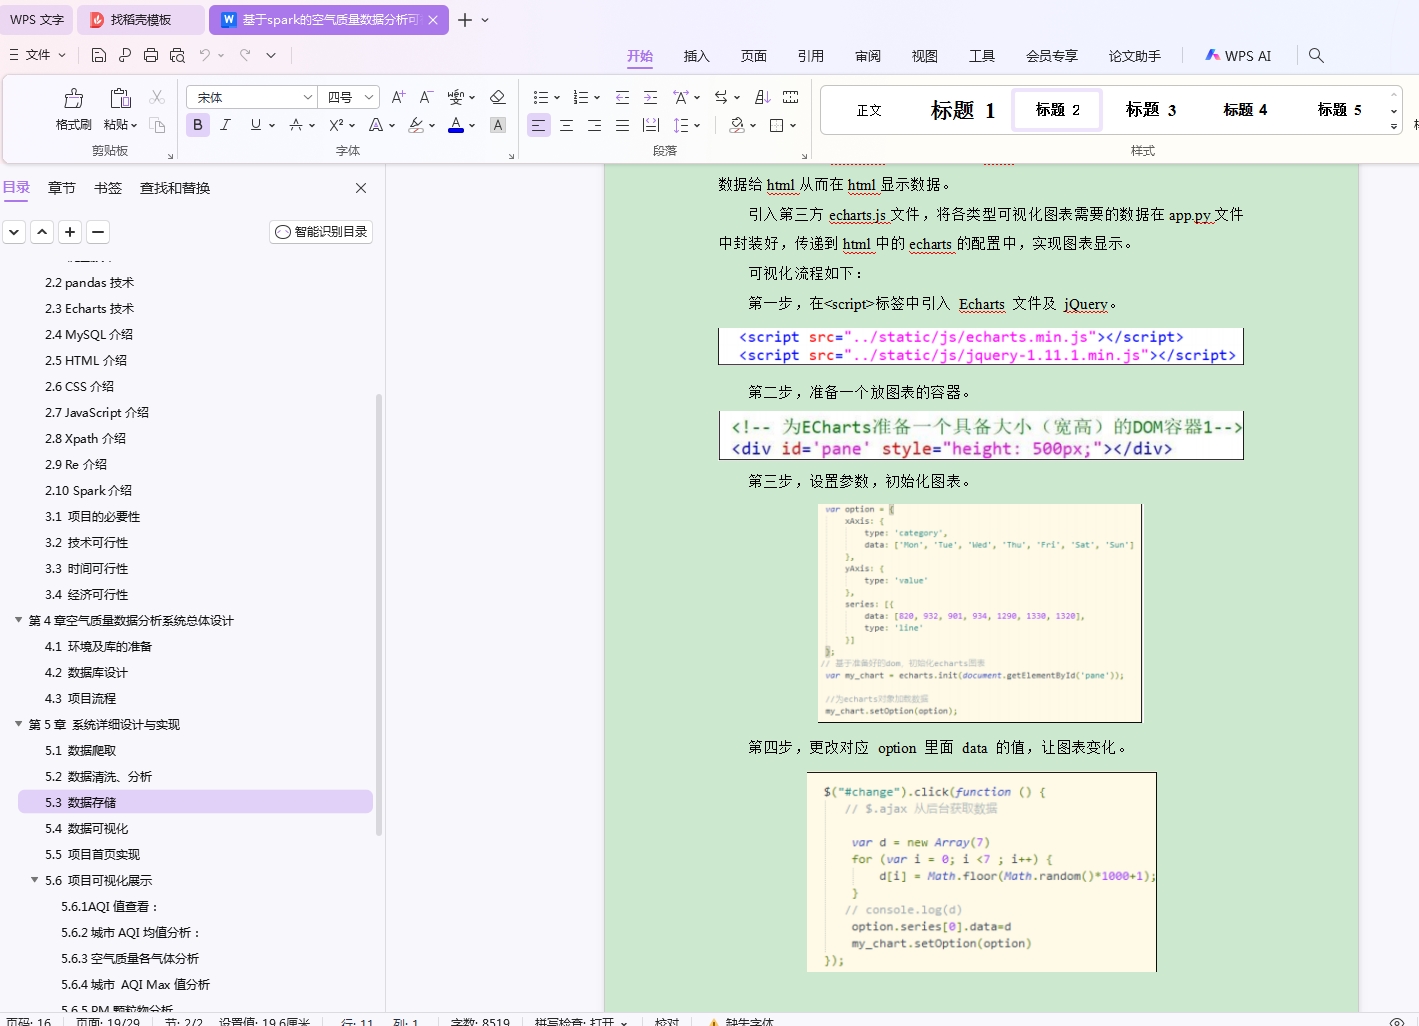 WPS 文字
找稻壳模板
基于spark的空气质量数据分析可
文件
开始
插入
页面
引用
审阅
视图
工具
会员专享
论文助手
WPS AI
格式刷
粘贴
剪贴板
宋体
四号
字体
段落
正文
标题 1
标题 2
标题 3
标题 4
标题 5
样式
目录
章节
书签
查找和替换
智能识别目录
2.2 pandas 技术
2.3 Echarts 技术
2.4 MySQL 介绍
2.5 HTML 介绍
2.6 CSS 介绍
2.7 JavaScript 介绍
2.8 Xpath 介绍
2.9 Re 介绍
2.10 Spark 介绍
3.1 项目的必要性
3.2 技术可行性
3.3 时间可行性
3.4 经济可行性
第 4 章空气质量数据分析系统总体设计
4.1 环境及库的准备
4.2 数据库设计
4.3 项目流程
第 5 章 系统详细设计与实现
5.1 数据爬取
5.2 数据清洗、分析
5.3 数据存储
5.4 数据可视化
5.5 项目首页实现
5.6 项目可视化展示
5.6.1AQI 值查看：
5.6.2 城市 AQI 均值分析：
5.6.3 空气质量各气体分析
5.6.4 城市 AQI Max 值分析
5.6.5 PM 颗粒物分析
数据给 html 从而在 html 显示数据。
引入第三方 echarts.js 文件，将各类型可视化图表需要的数据在 app.py 文件
中封装好，传递到 html 中的 echarts 的配置中，实现图表显示。
可视化流程如下：
第一步，在<script>标签中引入 Echarts 文件及 jQuery。
<script src="../static/js/echarts.min.js"></script>
<script src="../static/js/jquery-1.11.1.min.js"></script>
第二步，准备一个放图表的容器。
<!-- 为ECharts准备一个具备大小（宽高）的DOM容器1-->
<div id='pane' style="height: 500px;"></div>
第三步，设置参数，初始化图表。
var option = {
xAxis: {
type: 'category',
data: ['Mon', 'Tue', 'Wed', 'Thu', 'Fri', 'Sat', 'Sun']
},
yAxis: {
type: 'value'
},
series: [{
data: [820, 932, 901, 934, 1290, 1330, 1320],
type: 'line'
}]
};
// 基于准备好的dom，初始化echarts图表
var my_chart = echarts.init(document.getElementById('pane'));
//为echarts对象加载数据
my_chart.setOption(option);
第四步，更改对应 option 里面 data 的值，让图表变化。
$("#change").click(function () {
// $.ajax 从后台获取数据
var d = new Array(7)
for (var i = 0; i <7 ; i++) {
d[i] = Math.floor(Math.random()*1000+1);
}
// console.log(d)
option.series[0].data=d
my_chart.setOption(option)
});
页码: 16
页面: 19/29
节: 2/2
设置值: 19.6厘米
行: 11
列: 1
字数: 8519
拼写检查: 打开
校对
缺失字体